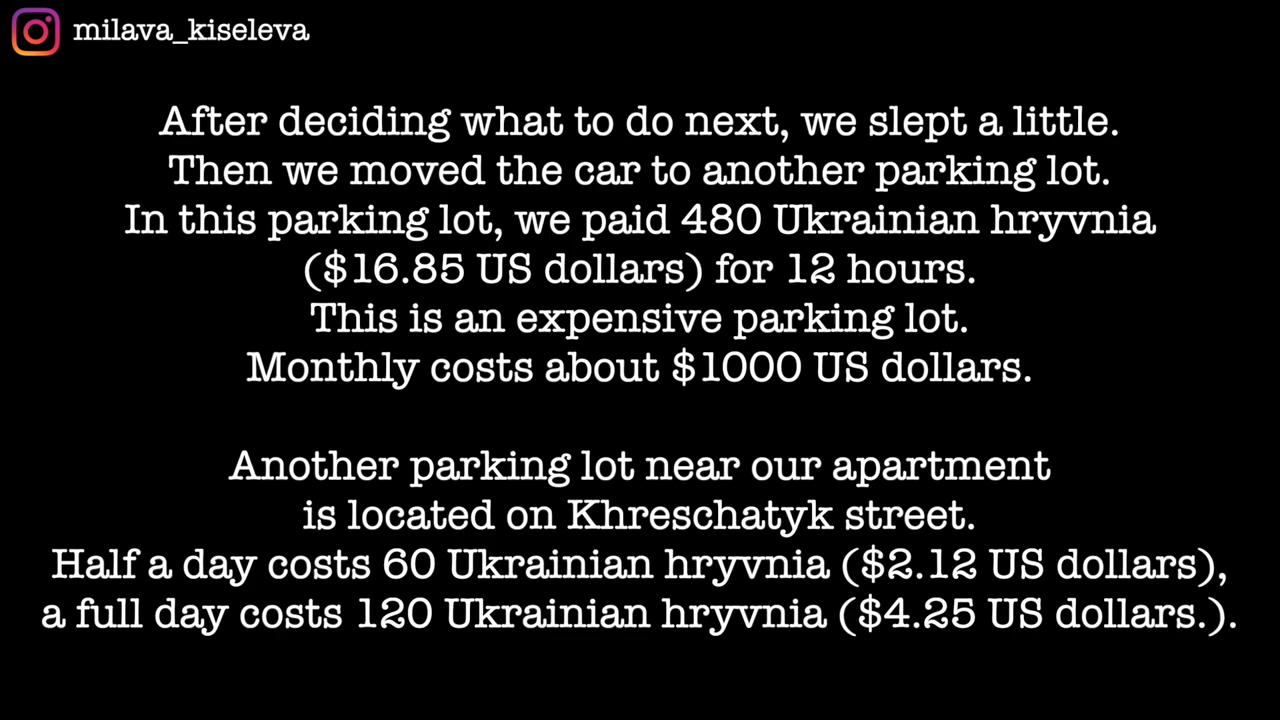 milava_kiseleva
After deciding what to do next, we slept a little.
Then we moved the car to another parking lot.
In this parking lot, we paid 480 Ukrainian hryvnia
($16.85 US dollars) for 12 hours.
This is an expensive parking lot.
Monthly costs about $1000 US dollars.
Another parking lot near our apartment
is located on Khreschatyk street.
Half a day costs 60 Ukrainian hryvnia ($2.12 US dollars),
a full day costs 120 Ukrainian hryvnia ($4.25 US dollars.).